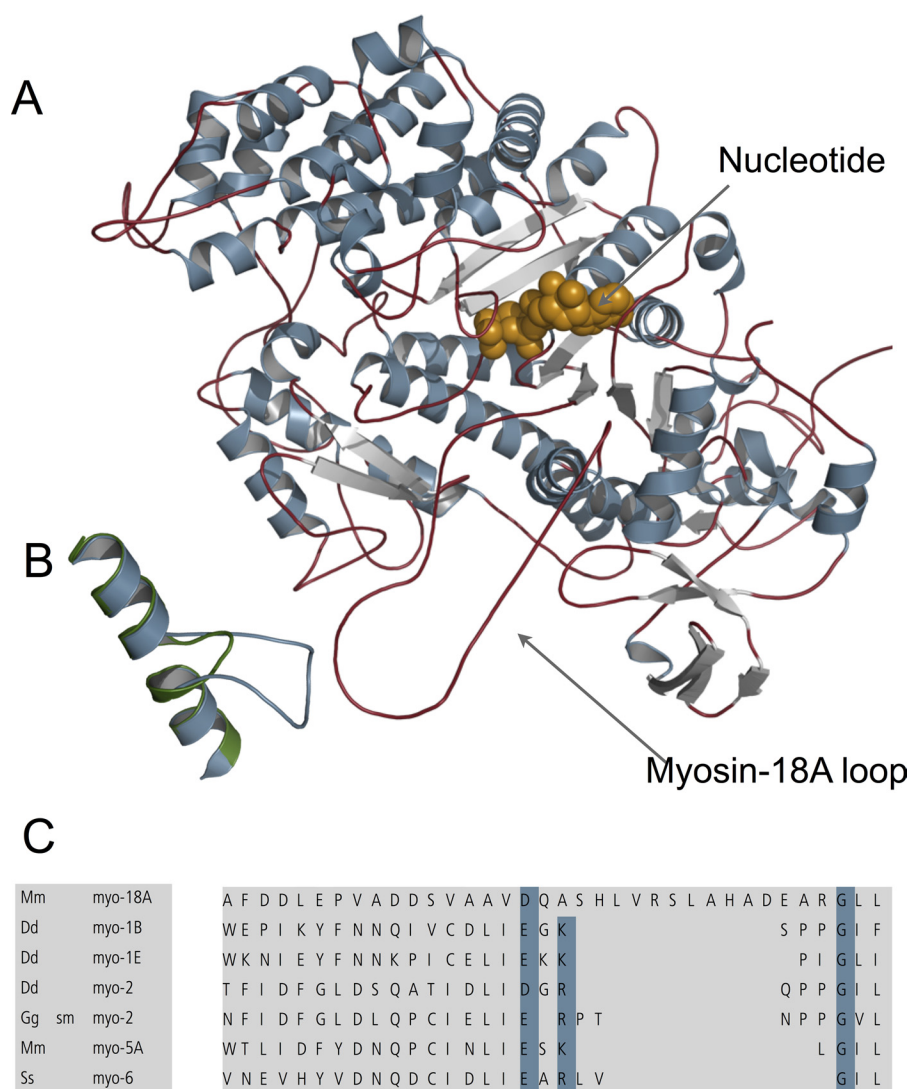 A
Nucleotide
B
Myosin-18A loop
C
Mm myo-18A A F D D L E P V A D D S V A A V D Q A S H L V R S L A H A D E A R G L L
Dd myo-1B W E P I K Y F N N Q I V C D L I E G K S P P G I F
Dd myo-1E W K N I E Y F N N K P I C E L I E K K P I G L I
Dd myo-2 T F I D F G L D S Q A T I D L I D G R Q P P G I L
Gg sm myo-2 N F I D F G L D L Q P C I E L I E R P T N P P G V L
Mm myo-5A W T L I D F Y D N Q P C I N L I E S K L G I L
Ss myo-6 V N E V H Y V D N Q D C I D L I E A R L V G I L